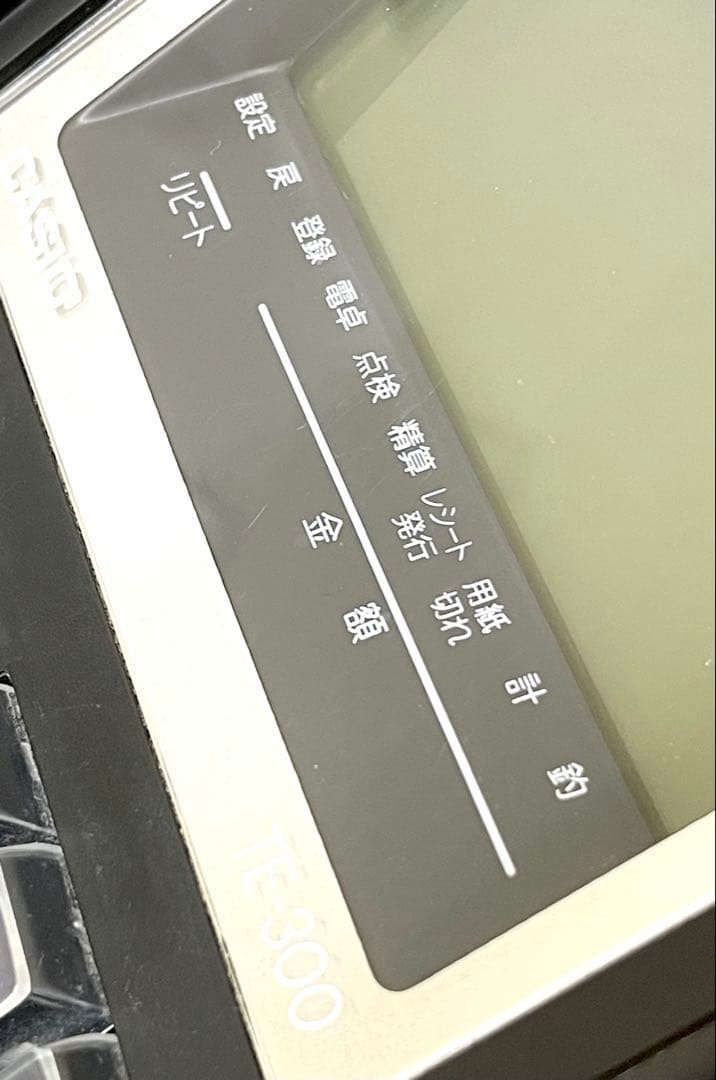 設定 戻 登録 電卓 点検 精算 レシート発行 用紙切れ 計 釣
リピート 金額
CASIO TE-300